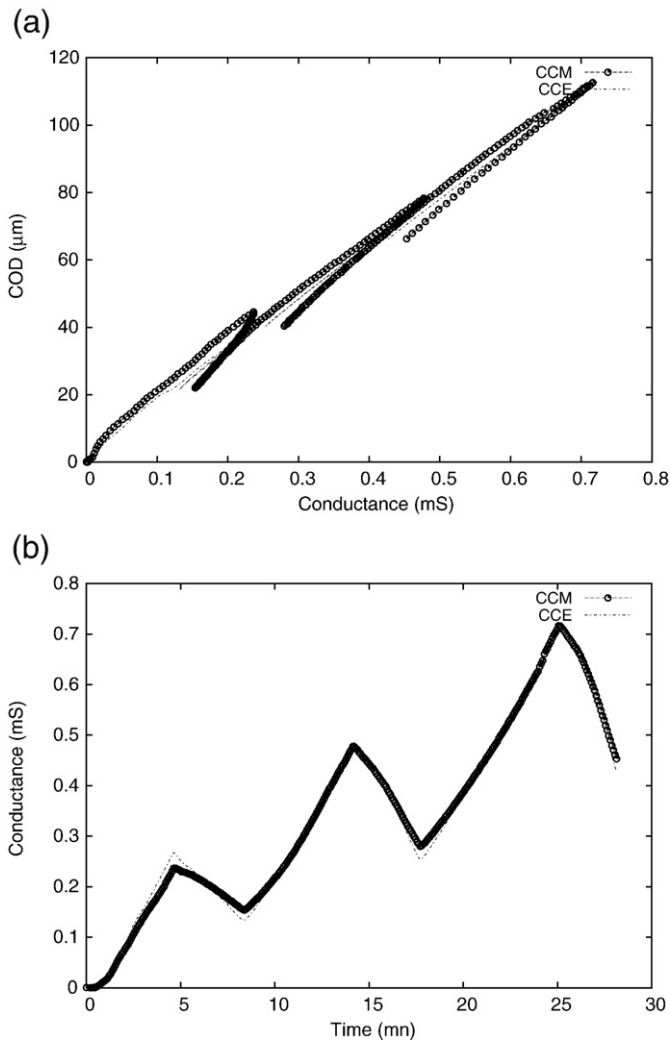 (a)
120
100
80
60
40
20
0
COD (μm)
CCM
CCE
0 0.1 0.2 0.3 0.4 0.5 0.6 0.7 0.8
Conductance (mS)
(b)
0.8
0.7
0.6
0.5
0.4
0.3
0.2
0.1
0
Conductance (mS)
CCM
CCE
0 5 10 15 20 25 30
Time (mn)